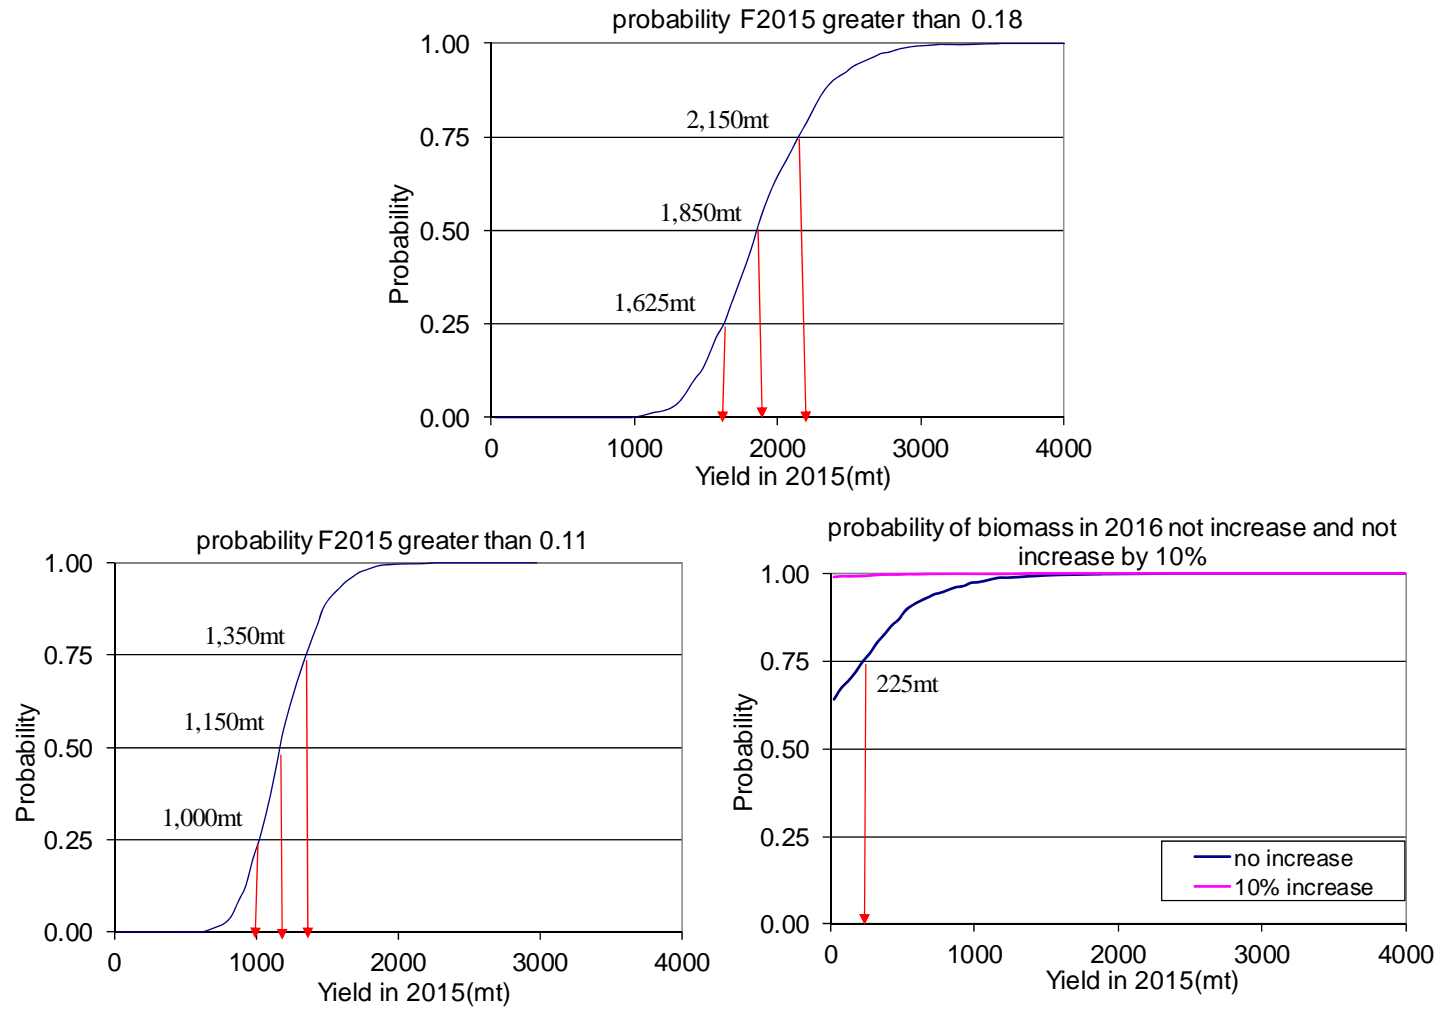 probability F2015 greater than 0.18
1.00
2,150mt
0.75
1,850mt
0.50
1,625mt
0.25
0.00
0
1000
2000
3000
4000
Probability
Yield in 2015(mt)
probability F2015 greater than 0.11
1.00
1,350mt
0.75
1,150mt
0.50
1,000mt
0.25
0.00
0
1000
2000
3000
4000
Probability
Yield in 2015(mt)
probability of biomass in 2016 not increase and not
increase by 10%
1.00
0.75
225mt
0.50
0.25
no increase
10% increase
0.00
0
1000
2000
3000
4000
Probability
Yield in 2015(mt)